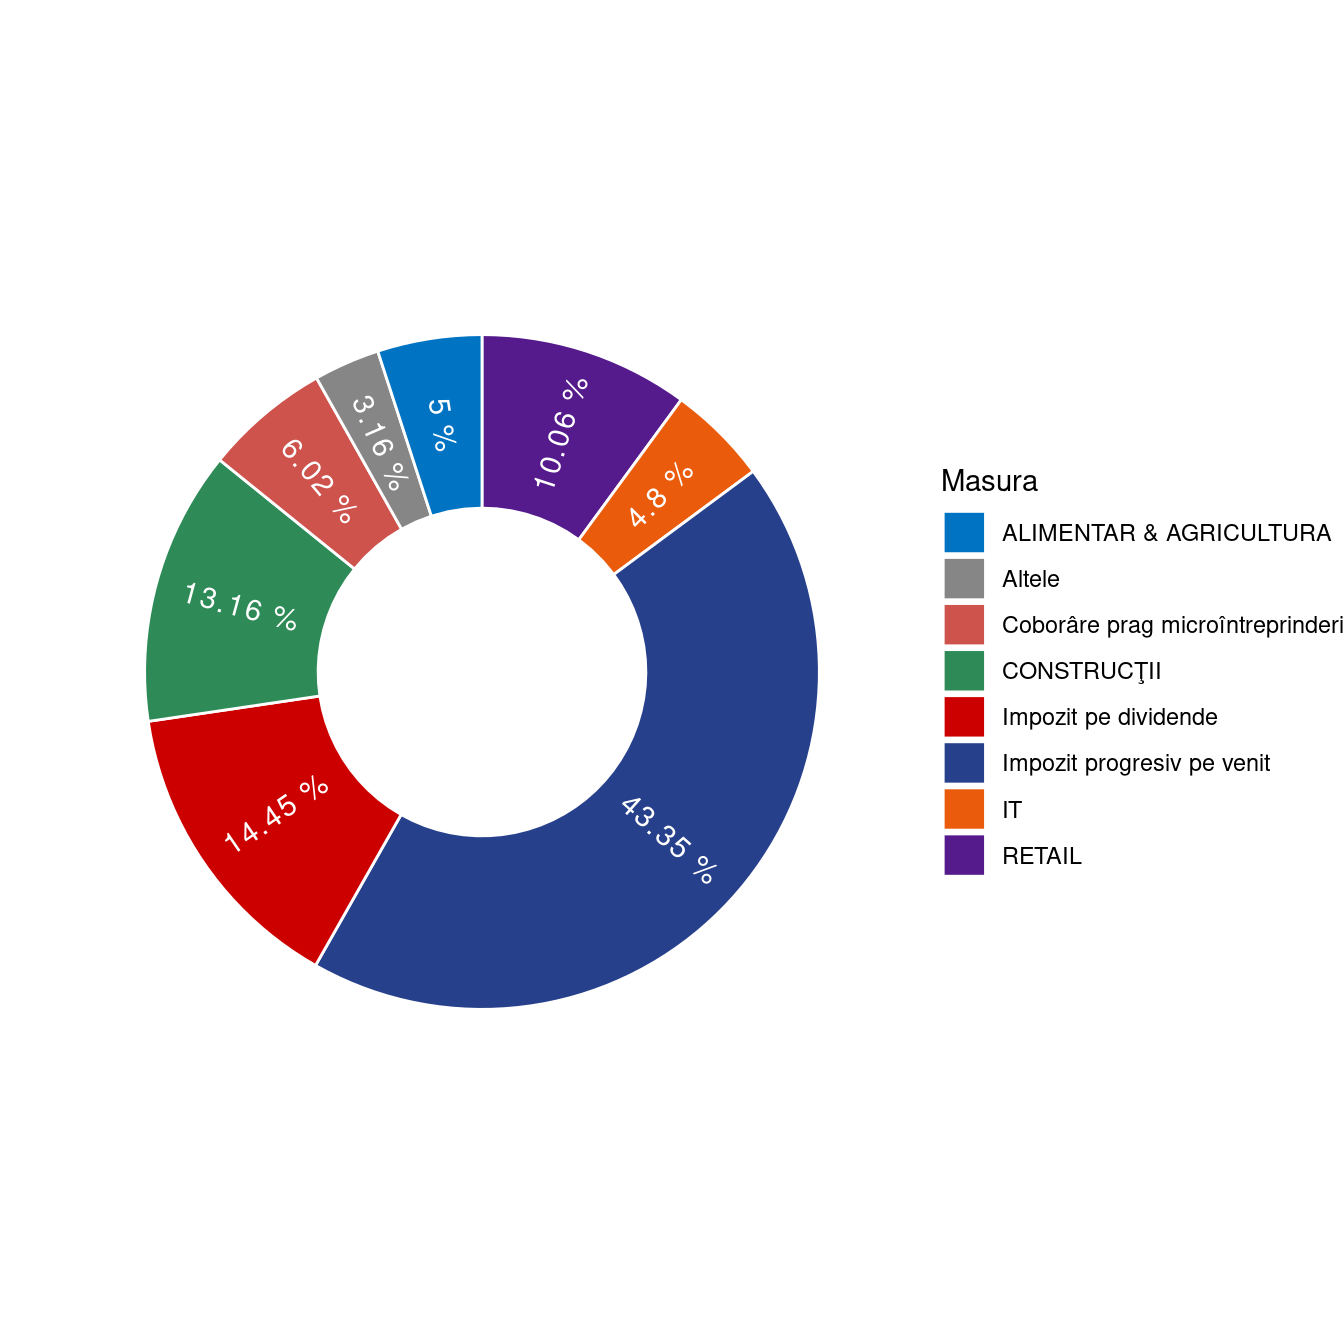 5 %
3.16 %
6.02 %
13.16 %
14.45 %
43.35 %
4.8 %
10.06 %
Masura
ALIMENTAR & AGRICULTURA
Altele
Coborâre prag microîntreprinderi
CONSTRUCŢII
Impozit pe dividende
Impozit progresiv pe venit
IT
RETAIL